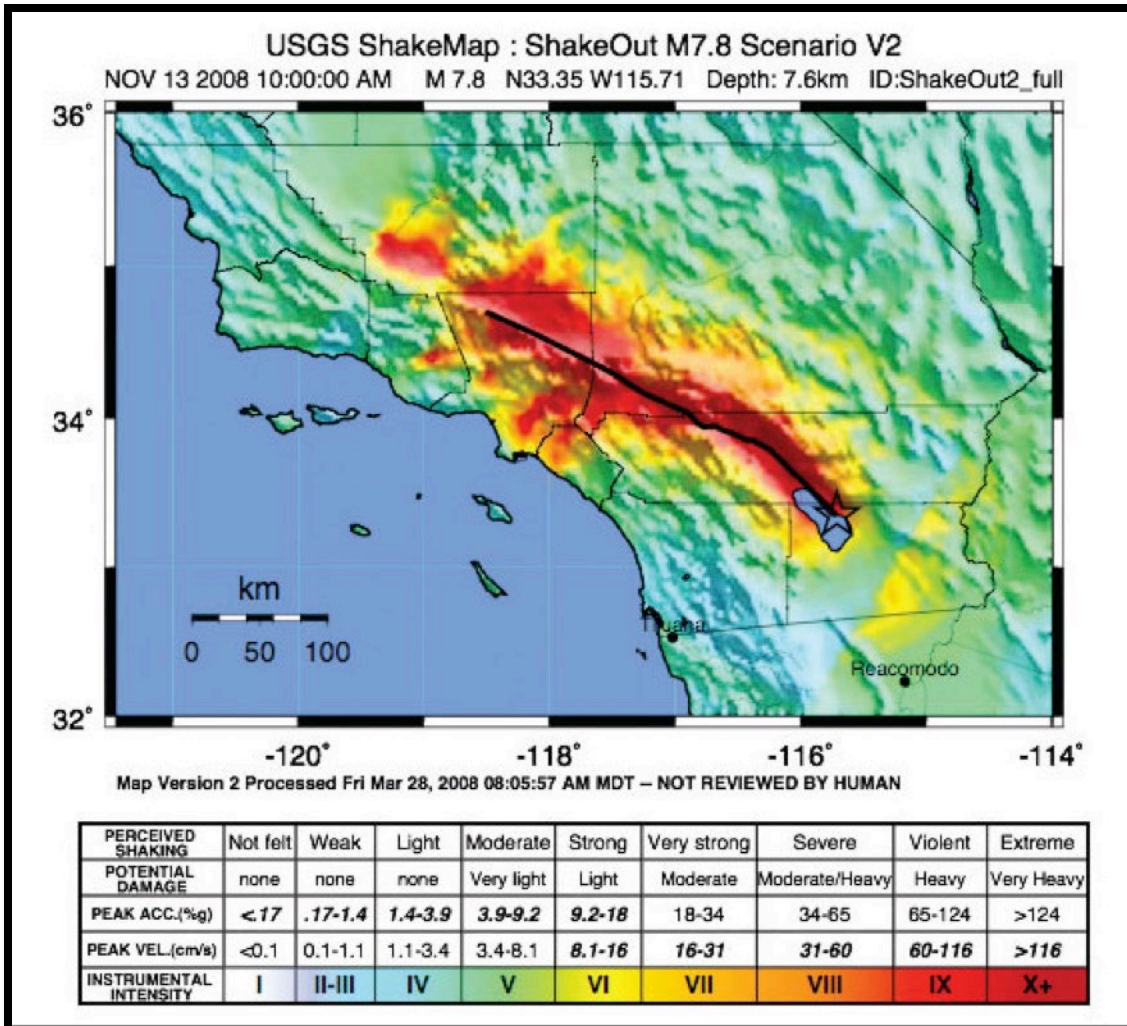 USGS ShakeMap : ShakeOut M7.8 Scenario V2
NOV 13 2008 10:00:00 AM M 7.8 N33.35 W115.71 Depth: 7.6km ID:ShakeOut2_full
36°
34°
32°
km
0 50 100
Tijuana
Reacomodo
-120° -118° -116° -114°
Map Version 2 Processed Fri Mar 28, 2008 08:05:57 AM MDT – NOT REVIEWED BY HUMAN
PERCEIVED SHAKING Not felt Weak Light Moderate Strong Very strong Severe Violent Extreme
POTENTIAL DAMAGE none none none Very light Light Moderate Moderate/Heavy Heavy Very Heavy
PEAK ACC.(%g) <.17 .17-1.4 1.4-3.9 3.9-9.2 9.2-18 18-34 34-65 65-124 >124
PEAK VEL.(cm/s) <0.1 0.1-1.1 1.1-3.4 3.4-8.1 8.1-16 16-31 31-60 60-116 >116
INSTRUMENTAL INTENSITY I II-III IV V VI VII VIII IX X+